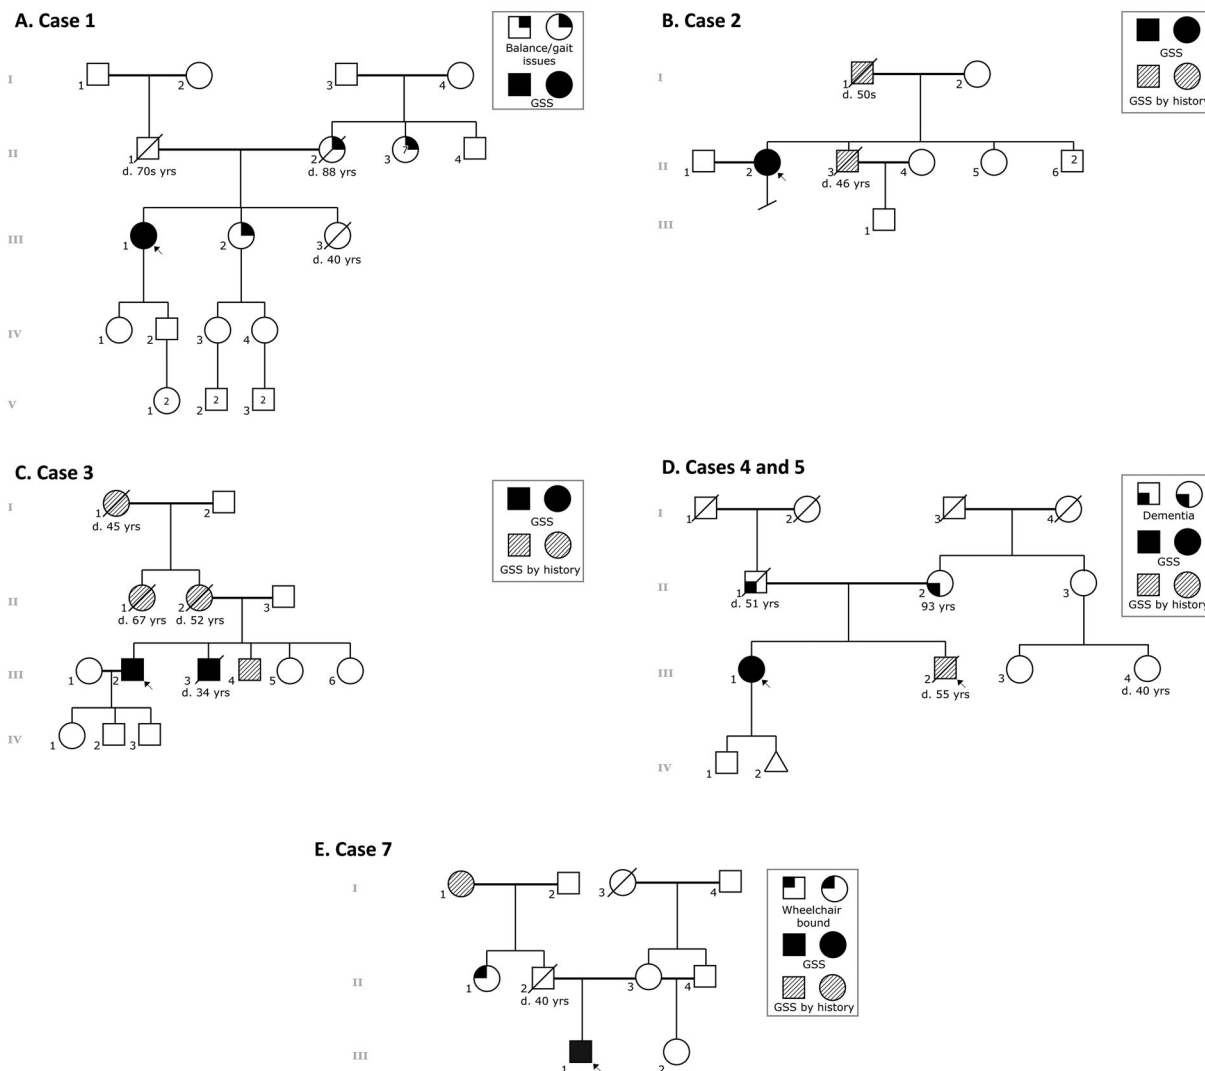 A. Case 1
Balance/gait
issues
GSS
I
1
2
3
4
II
1
2
3
7
4
d. 70s yrs
d. 88 yrs
III
1
2
3
d. 40 yrs
IV
1
2
3
4
V
1
2
2
2
3
2
B. Case 2
GSS
GSS by history
I
1
2
d. 50s
II
1
2
3
4
5
6
2
d. 46 yrs
III
1
C. Case 3
GSS
GSS by history
I
1
2
d. 45 yrs
II
1
2
3
d. 67 yrs
d. 52 yrs
III
1
2
3
4
5
6
d. 34 yrs
IV
1
2
3
D. Cases 4 and 5
Dementia
GSS
GSS by history
I
1
2
3
4
II
1
2
3
d. 51 yrs
93 yrs
III
1
2
3
4
d. 55 yrs
d. 40 yrs
IV
1
2
E. Case 7
Wheelchair
bound
GSS
GSS by history
I
1
2
3
4
II
1
2
3
4
d. 40 yrs
III
1
2